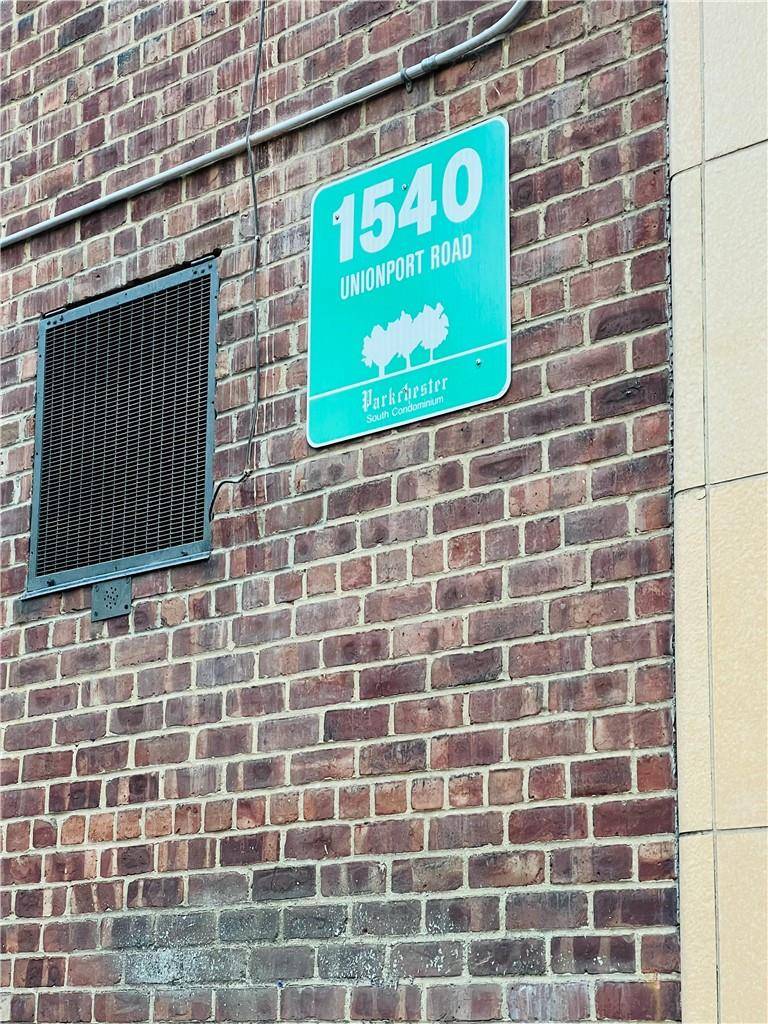 1540
UNIONPORT ROAD
Parkchester
South Condominium